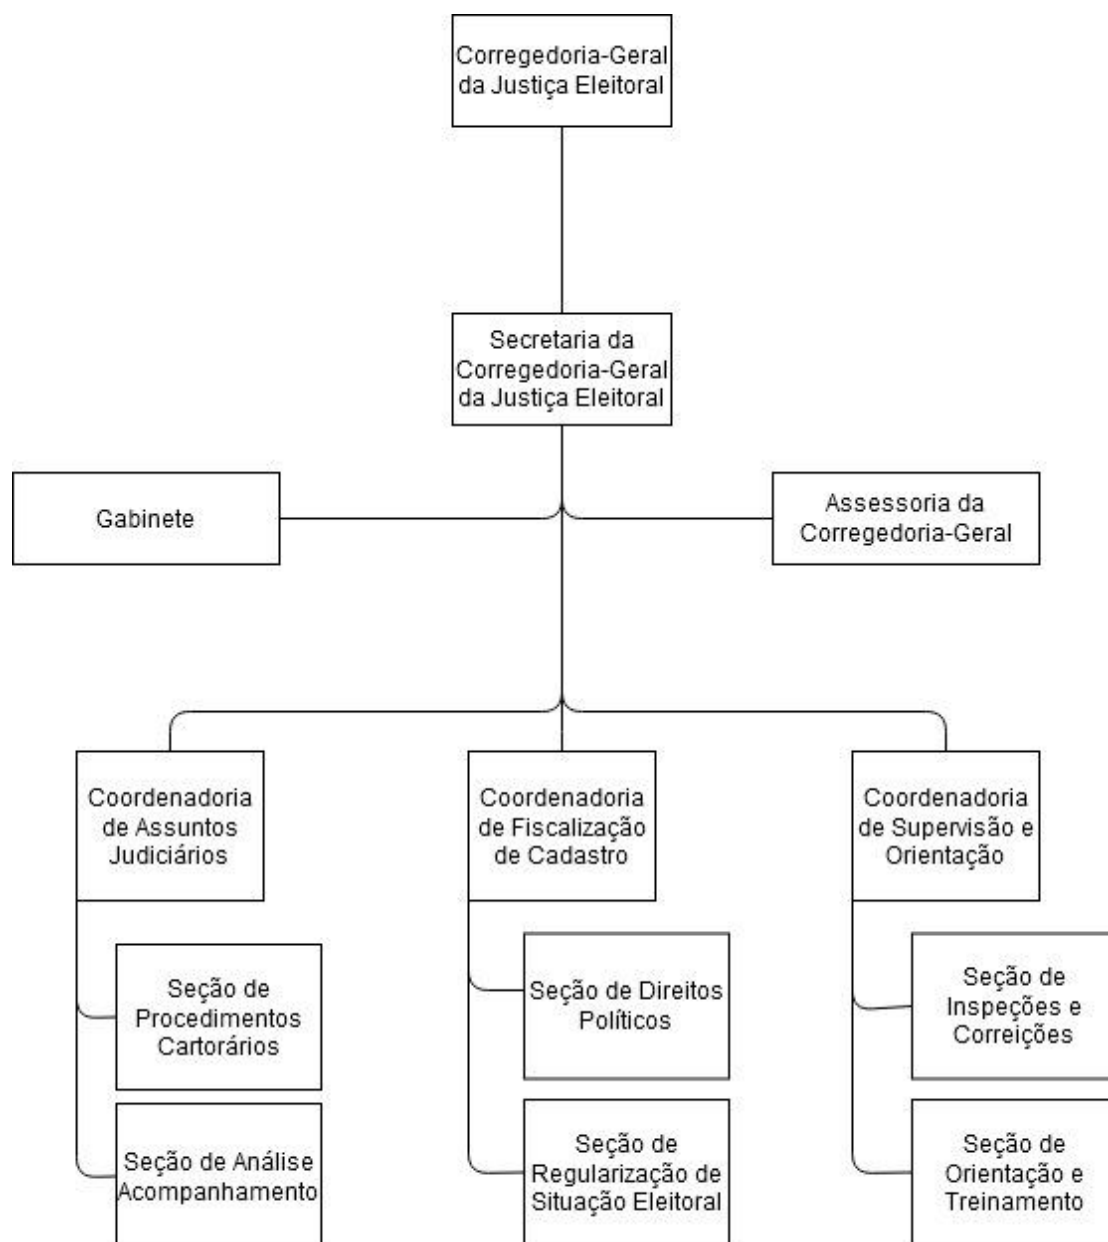 Corregedoria-Geral
da Justiça Eleitoral
Secretaria da
Corregedoria-Geral
da Justiça Eleitoral
Gabinete
Assessoria da
Corregedoria-Geral
Coordenadoria
de Assuntos
Judiciários
Coordenadoria
de Fiscalização
de Cadastro
Coordenadoria
de Supervisão e
Orientação
Seção de
Procedimentos
Cartorários
Seção de Direitos
Políticos
Seção de
Inspeções e
Correições
Seção de Análise
Acompanhamento
Seção de
Regularização de
Situação Eleitoral
Seção de
Orientação e
Treinamento